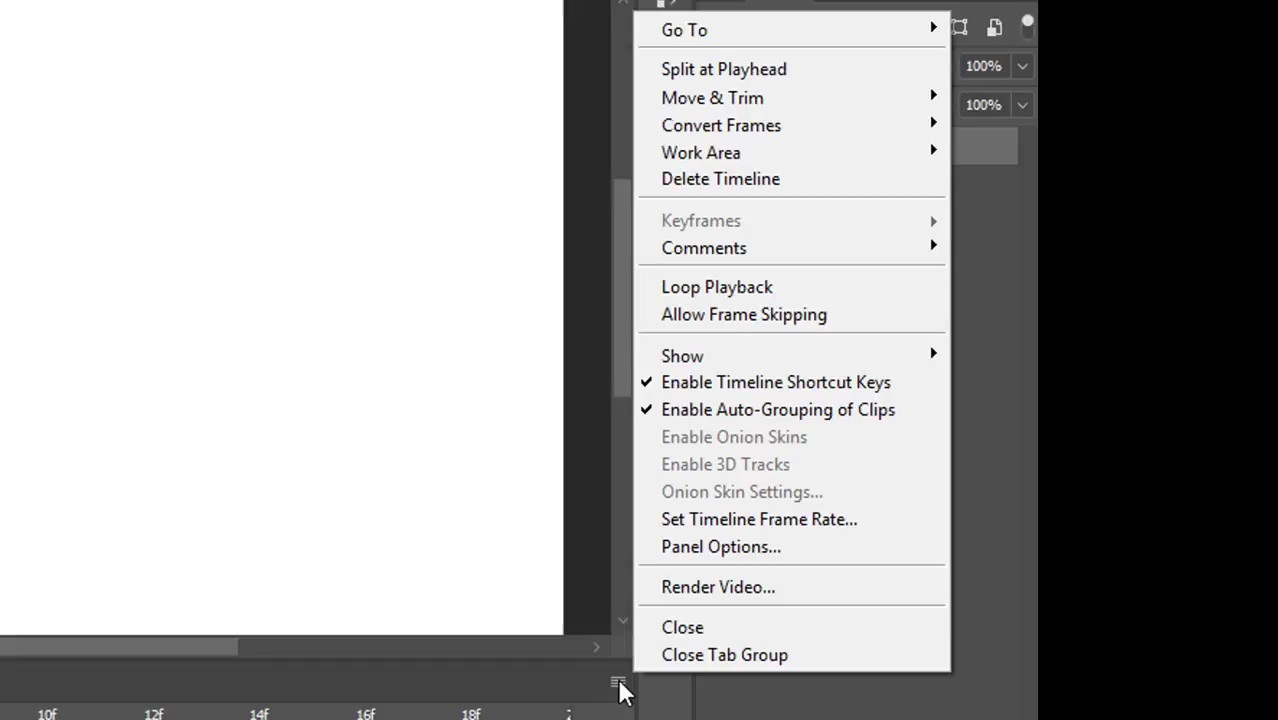 Go To
Split at Playhead
Move & Trim
Convert Frames
Work Area
Delete Timeline
Keyframes
Comments
Loop Playback
Allow Frame Skipping
Show
Enable Timeline Shortcut Keys
Enable Auto-Grouping of Clips
Enable Onion Skins
Enable 3D Tracks
Onion Skin Settings...
Set Timeline Frame Rate...
Panel Options...
Render Video...
Close
Close Tab Group
100%
100%
10f 12f 14f 16f 18f